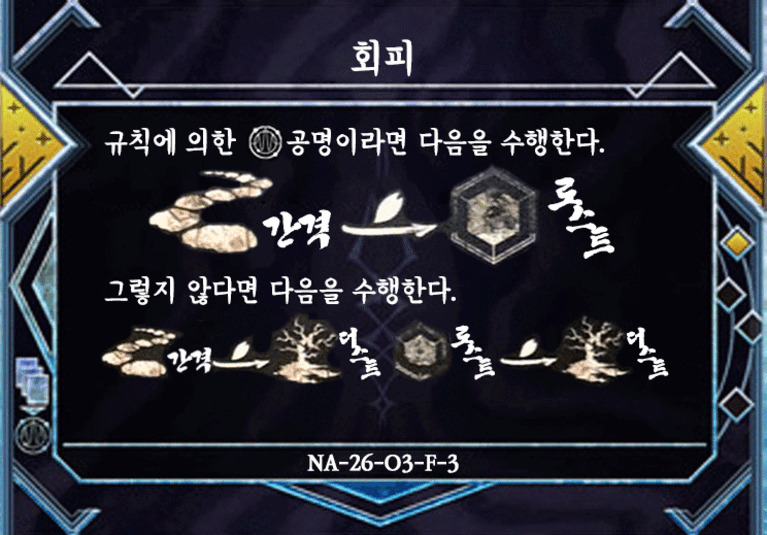 회피
규칙에 의한 공명이라면 다음을 수행한다.
간격 로스트
그렇지 않다면 다음을 수행한다.
간격 더스트 로스트 더스트
NA-26-O3-F-3